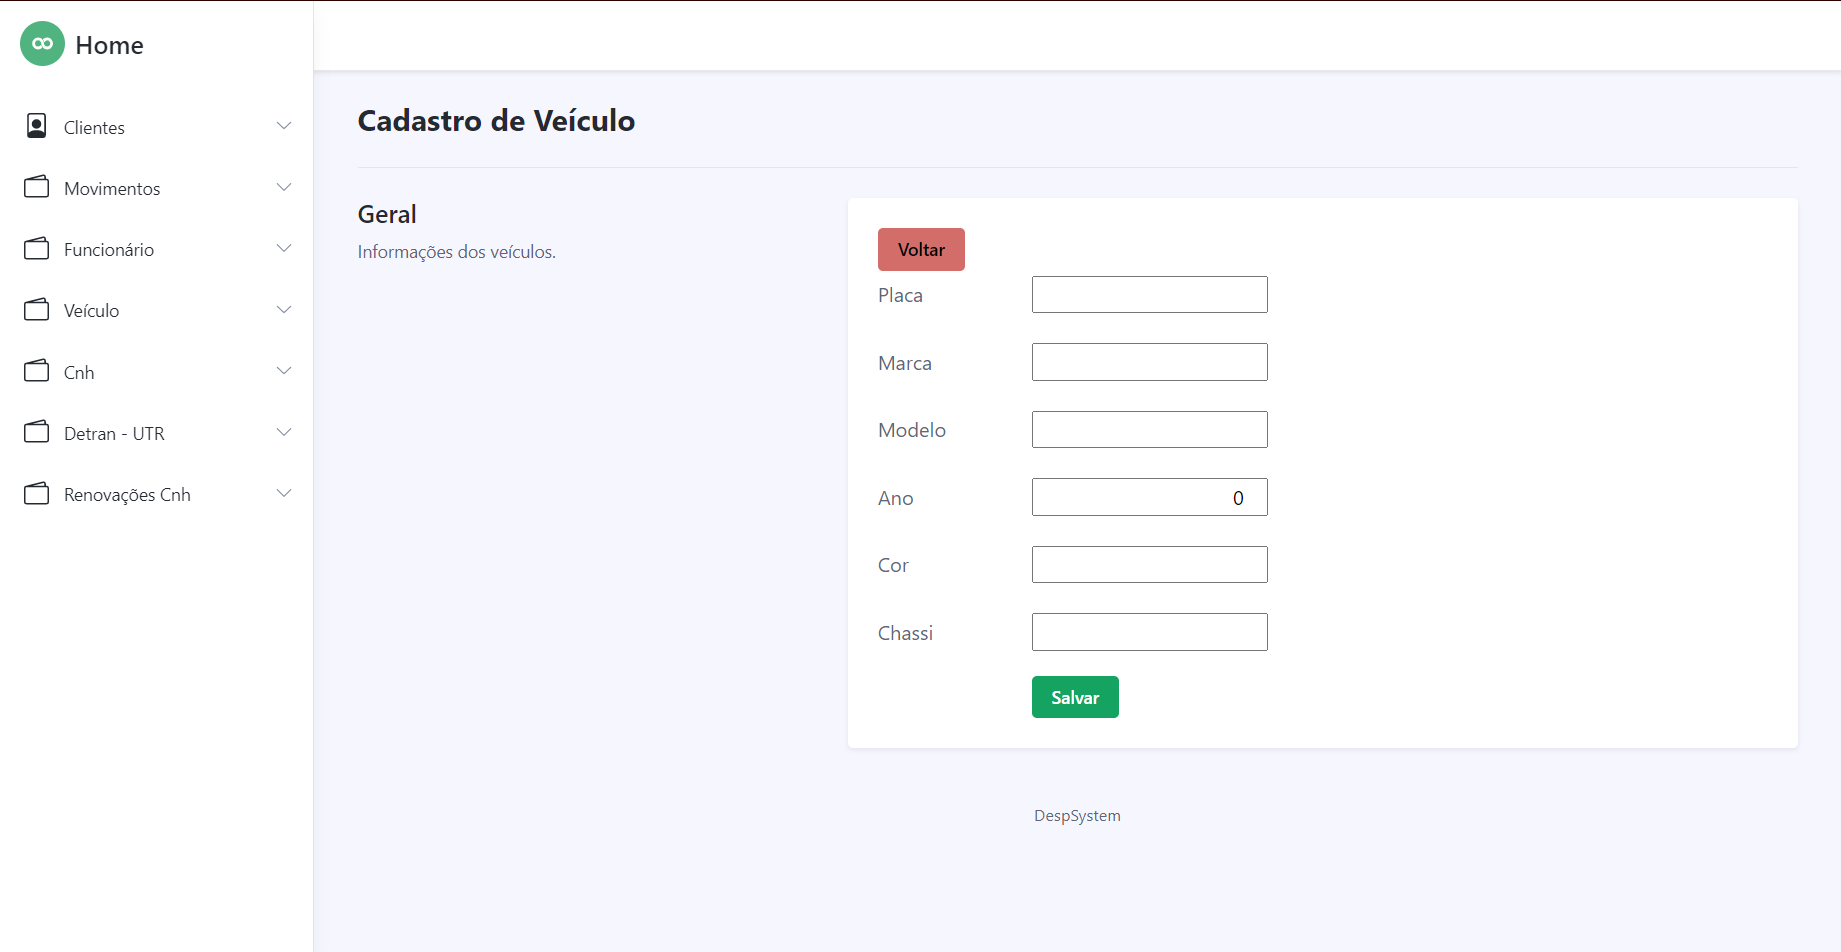 Home
Clientes
Movimentos
Funcionário
Veículo
Cnh
Detran - UTR
Renovações Cnh
Cadastro de Veículo
Geral
Informações dos veículos.
Voltar
Placa
Marca
Modelo
Ano 0
Cor
Chassi
Salvar
DespSystem